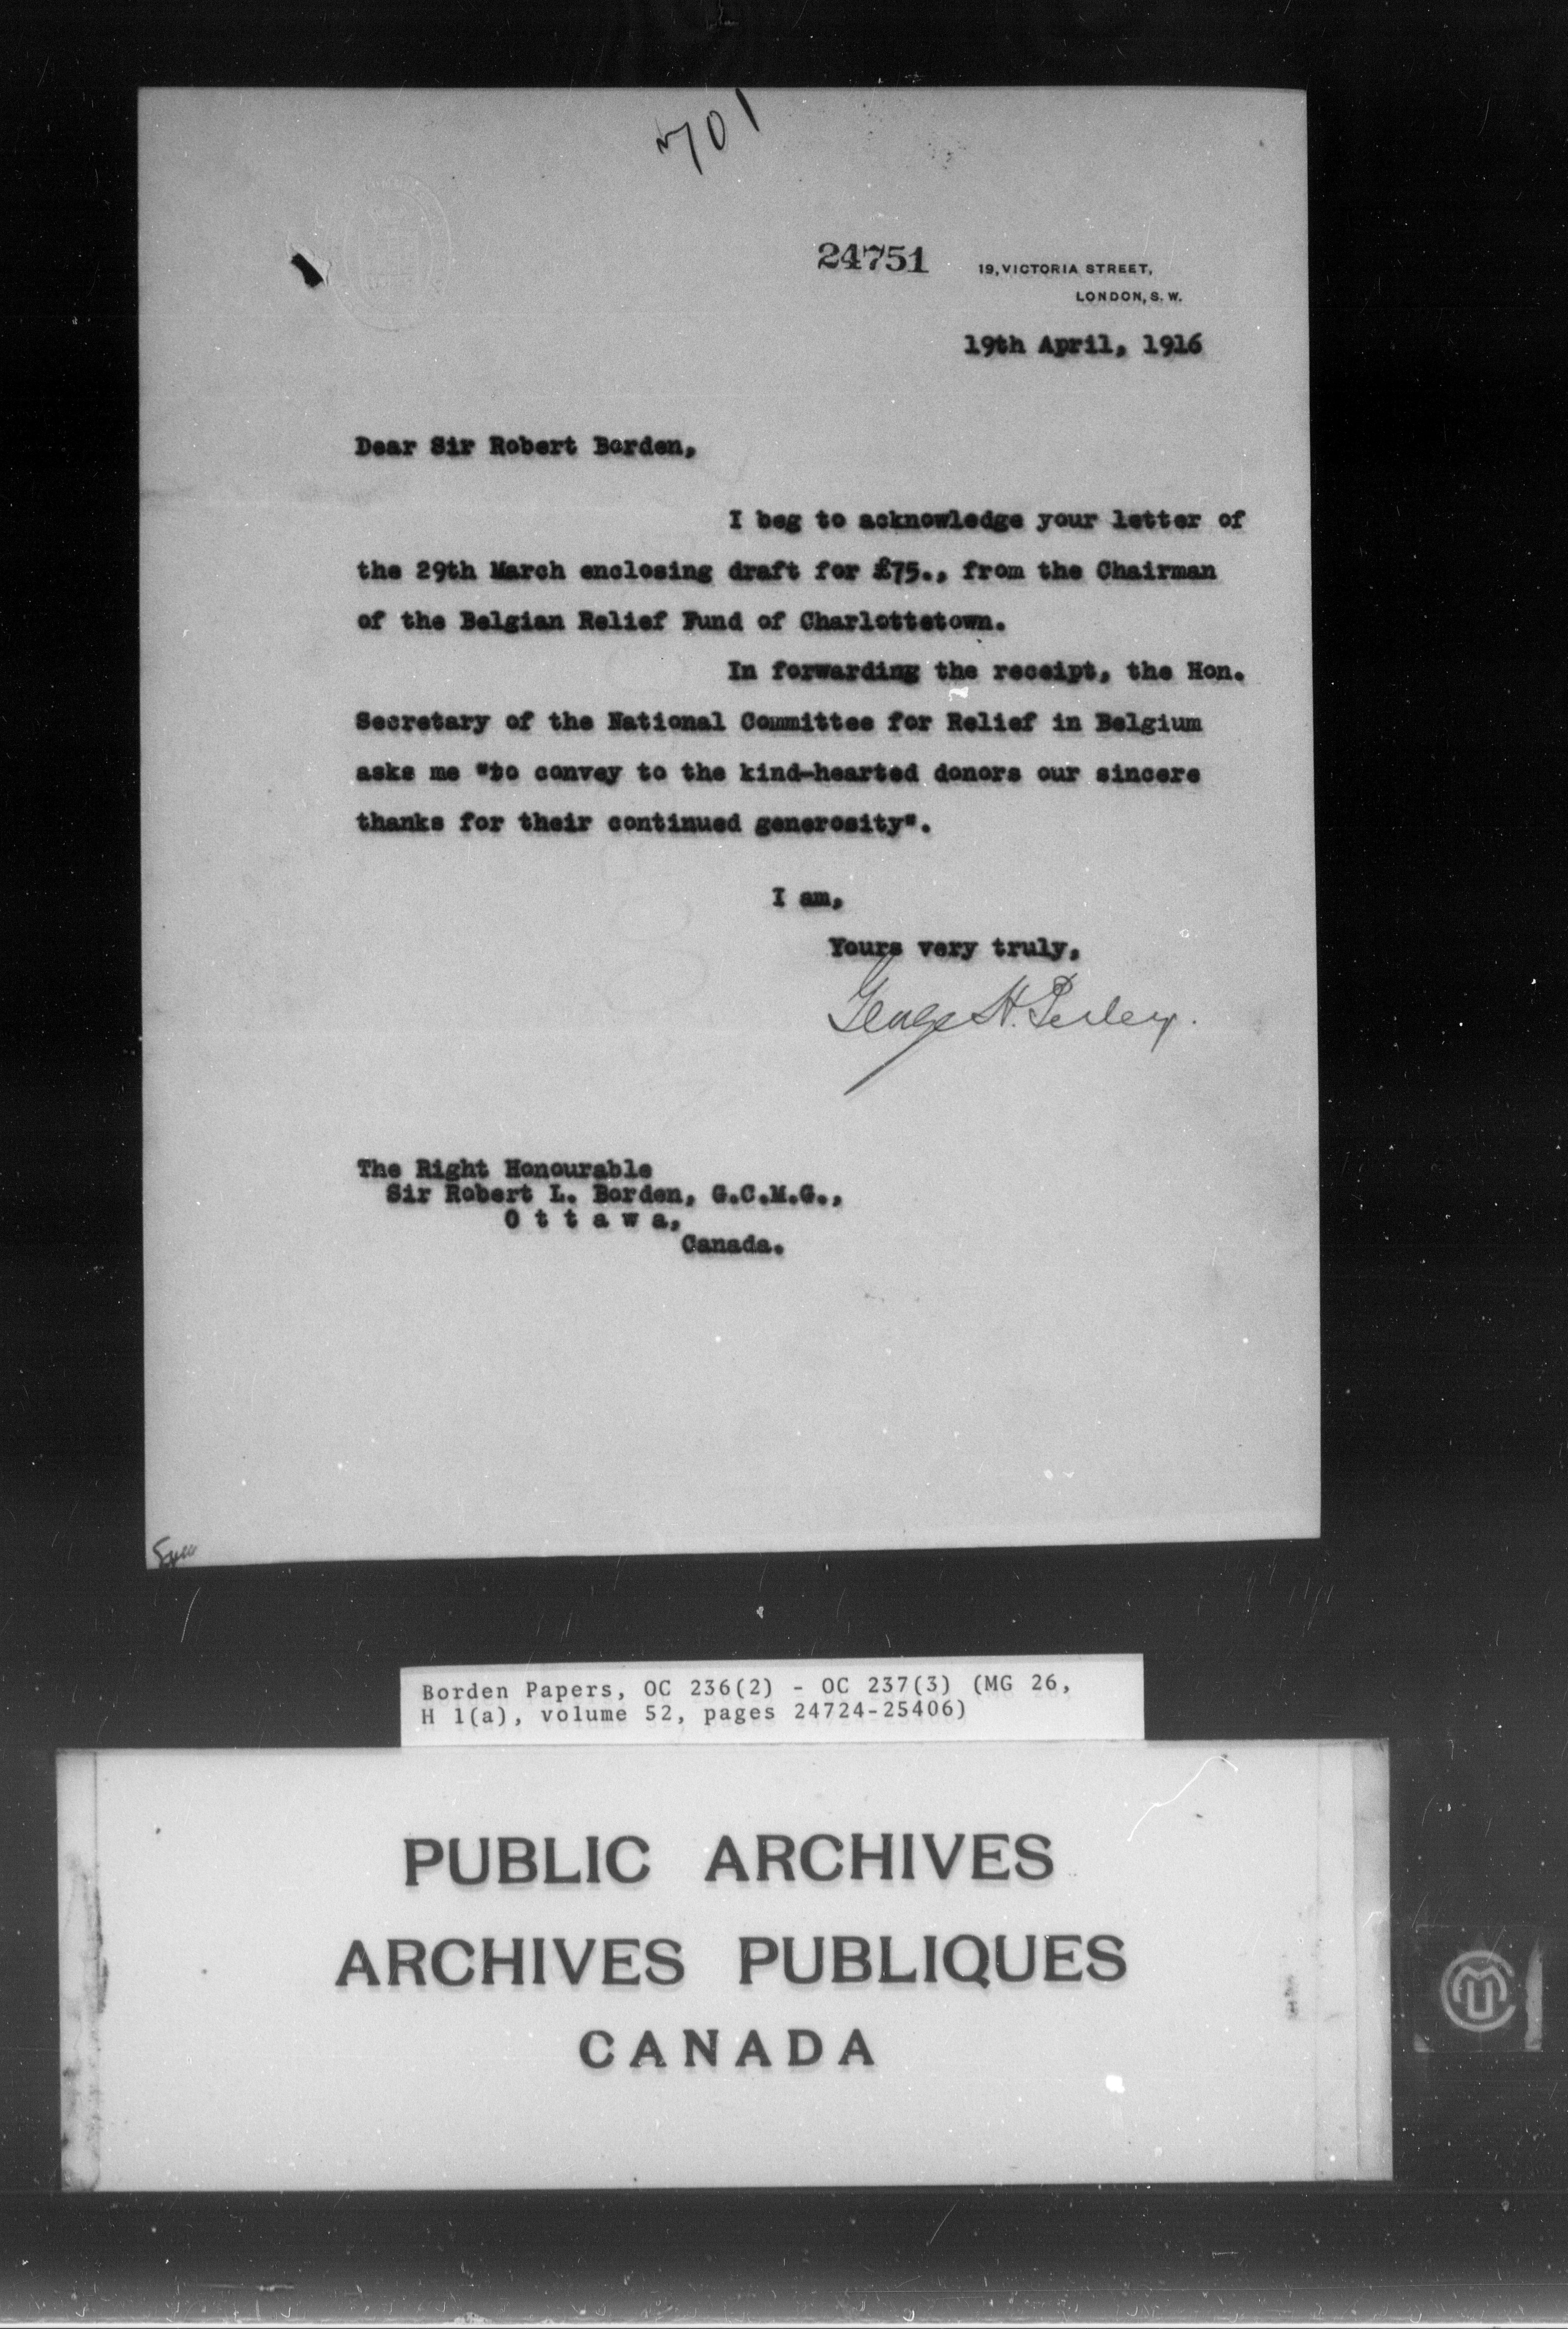 701
24751
19, VICTORIA STREET,
LONDON, S. W.
19th April, 1916
Dear Sir Robert Borden,
I beg to acknowledge your letter of
the 29th March enclosing draft for £75., from the Chairman
of the Belgian Relief Fund of Charlottetown.
In forwarding the receipt, the Hon.
Secretary of the National Committee for Relief in Belgium
asks me "to convey to the kind-hearted donors our sincere
thanks for their continued generosity".
I am,
Yours very truly,
George H. Perley.
The Right Honourable
Sir Robert L. Borden, G.C.M.G.,
O t t a w a,
Canada.
Borden Papers, OC 236(2) - OC 237(3) (MG 26,
H 1(a), volume 52, pages 24724-25406)
PUBLIC ARCHIVES
ARCHIVES PUBLIQUES
CANADA